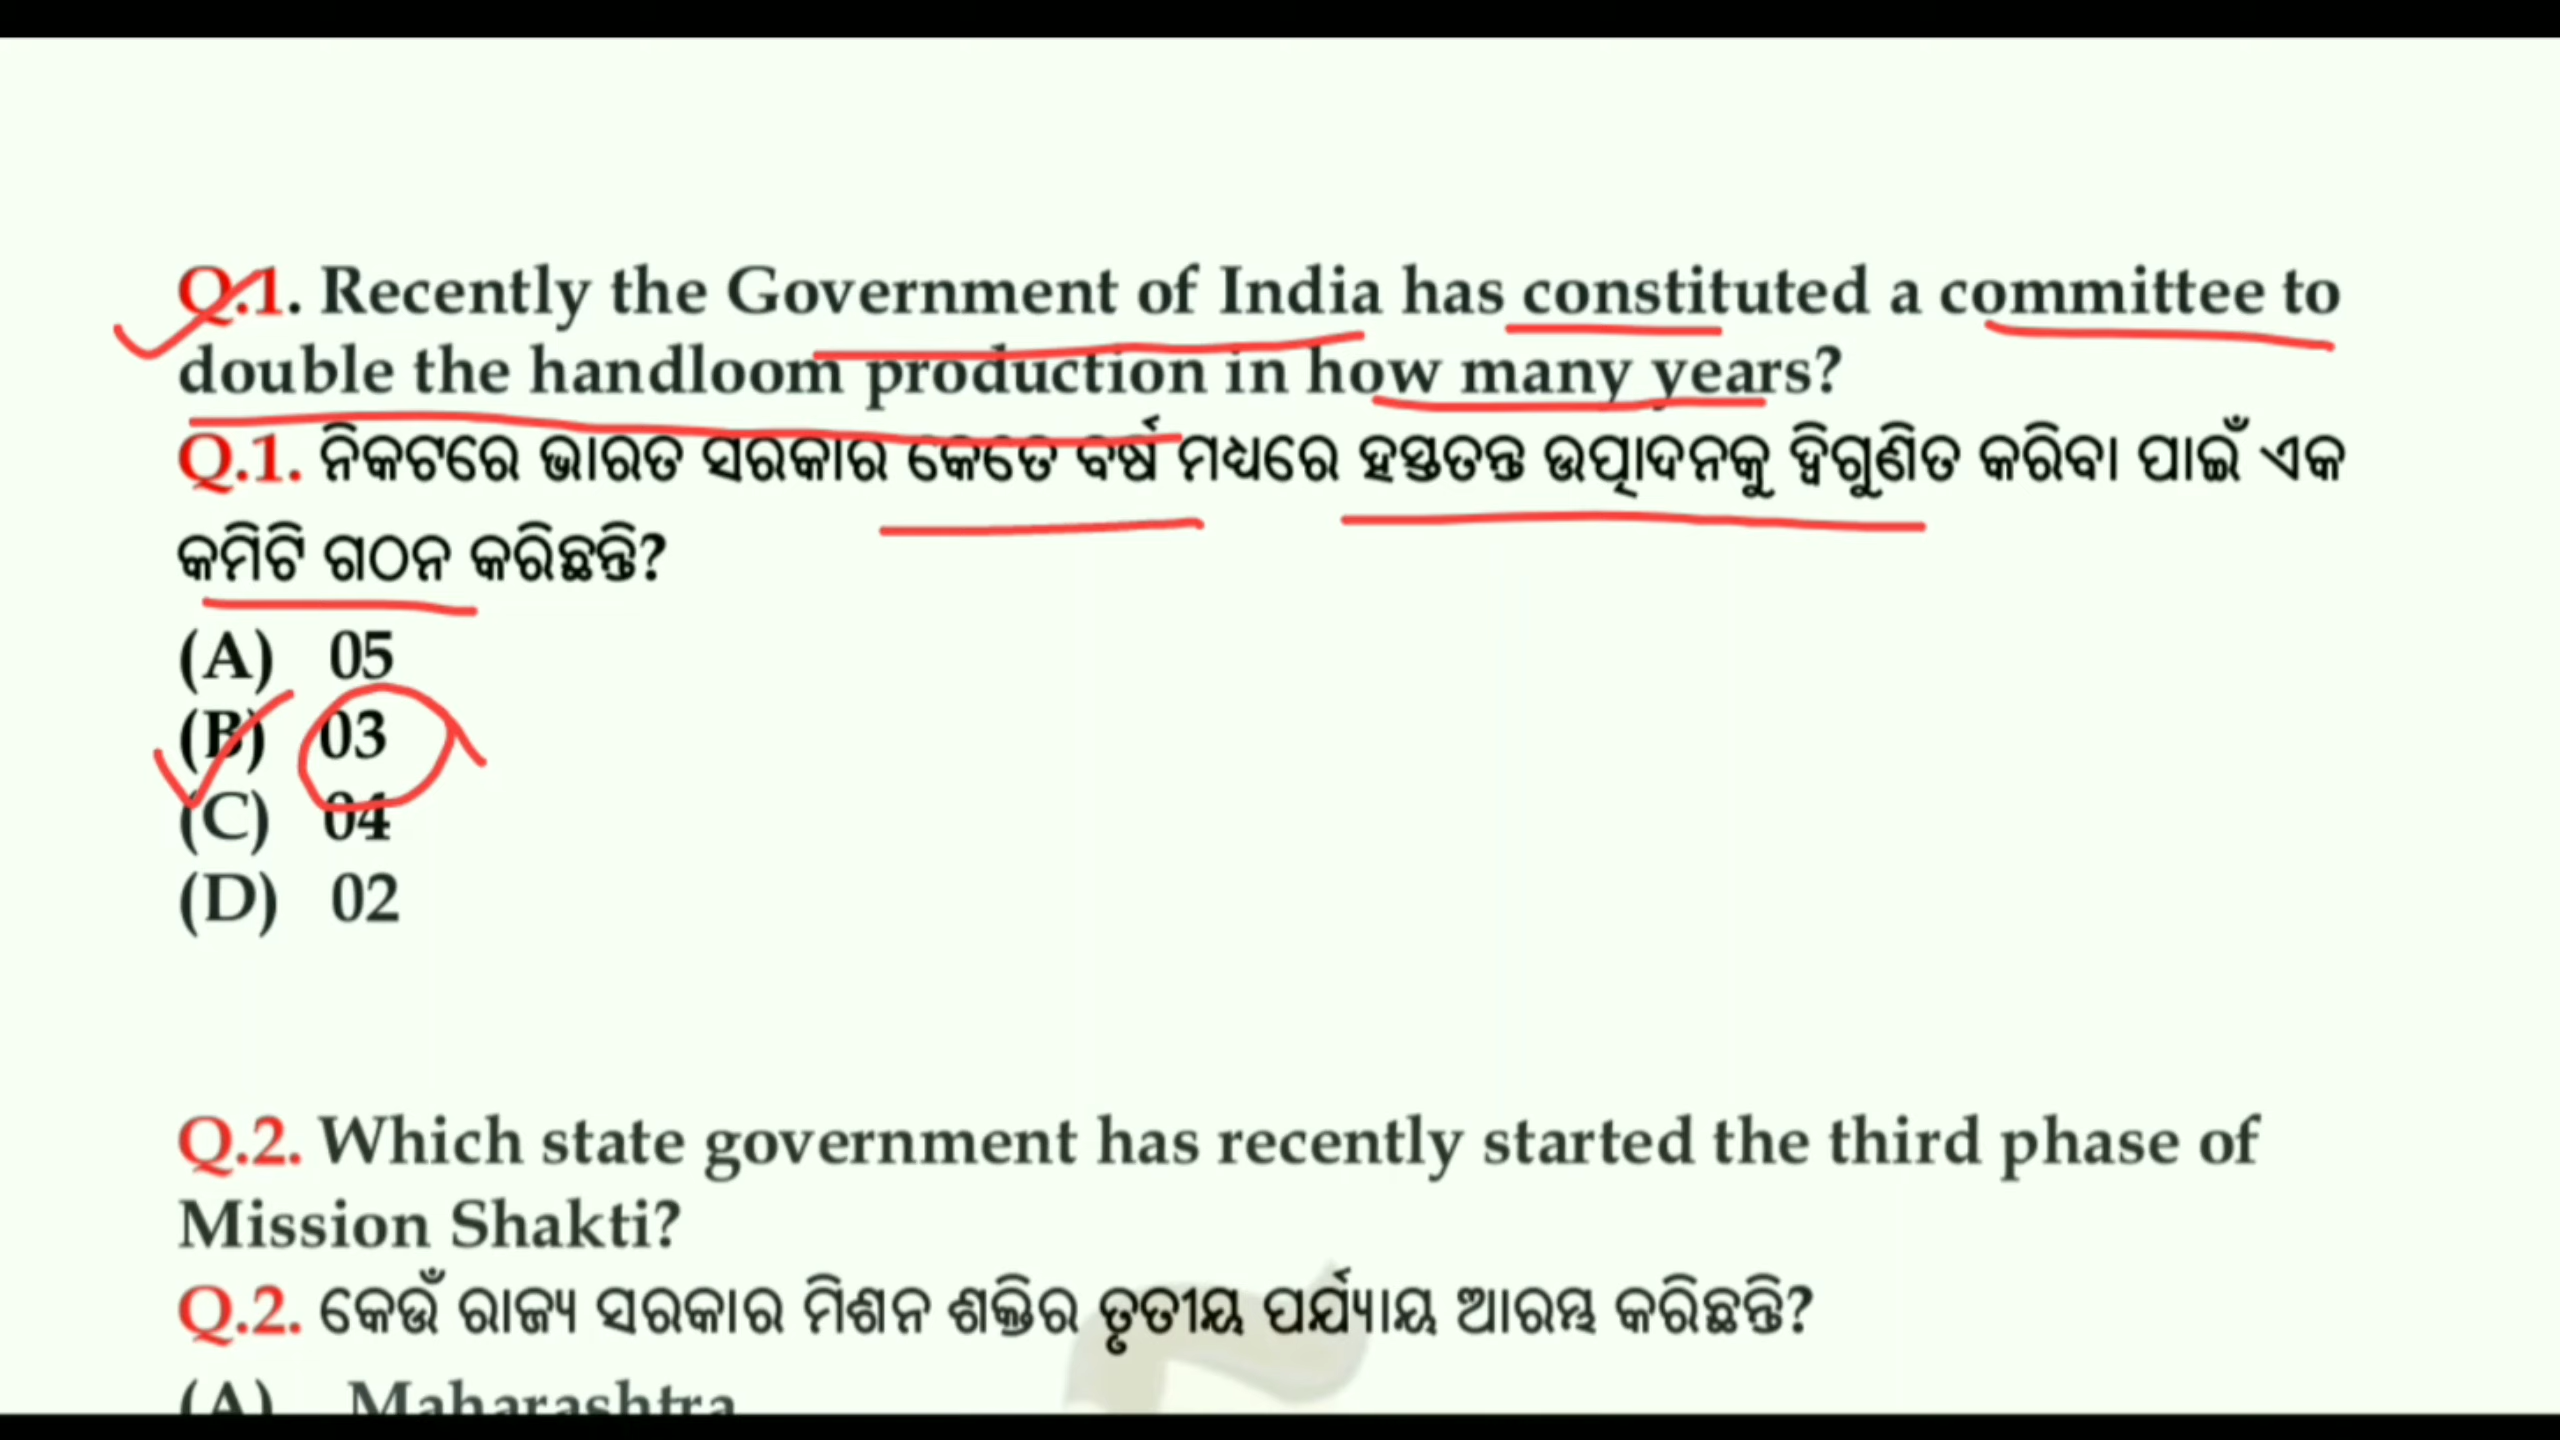 Q.1. Recently the Government of India has constituted a committee to
double the handloom production in how many years?
Q.1. ନିକଟରେ ଭାରତ ସରକାର କେତେ ବର୍ଷ ମଧ୍ୟରେ ହସ୍ତତନ୍ତ ଉତ୍ପାଦନକୁ ଦ୍ୱିଗୁଣିତ କରିବା ପାଇଁ ଏକ
କମିଟି ଗଠନ କରିଛନ୍ତି?
(A) 05
(B) 03
(C) 04
(D) 02
Q.2. Which state government has recently started the third phase of
Mission Shakti?
Q.2. କେଉଁ ରାଜ୍ୟ ସରକାର ମିଶନ ଶକ୍ତିର ତୃତୀୟ ପର୍ଯ୍ୟାୟ ଆରମ୍ଭ କରିଛନ୍ତି?
(A) Maharashtra